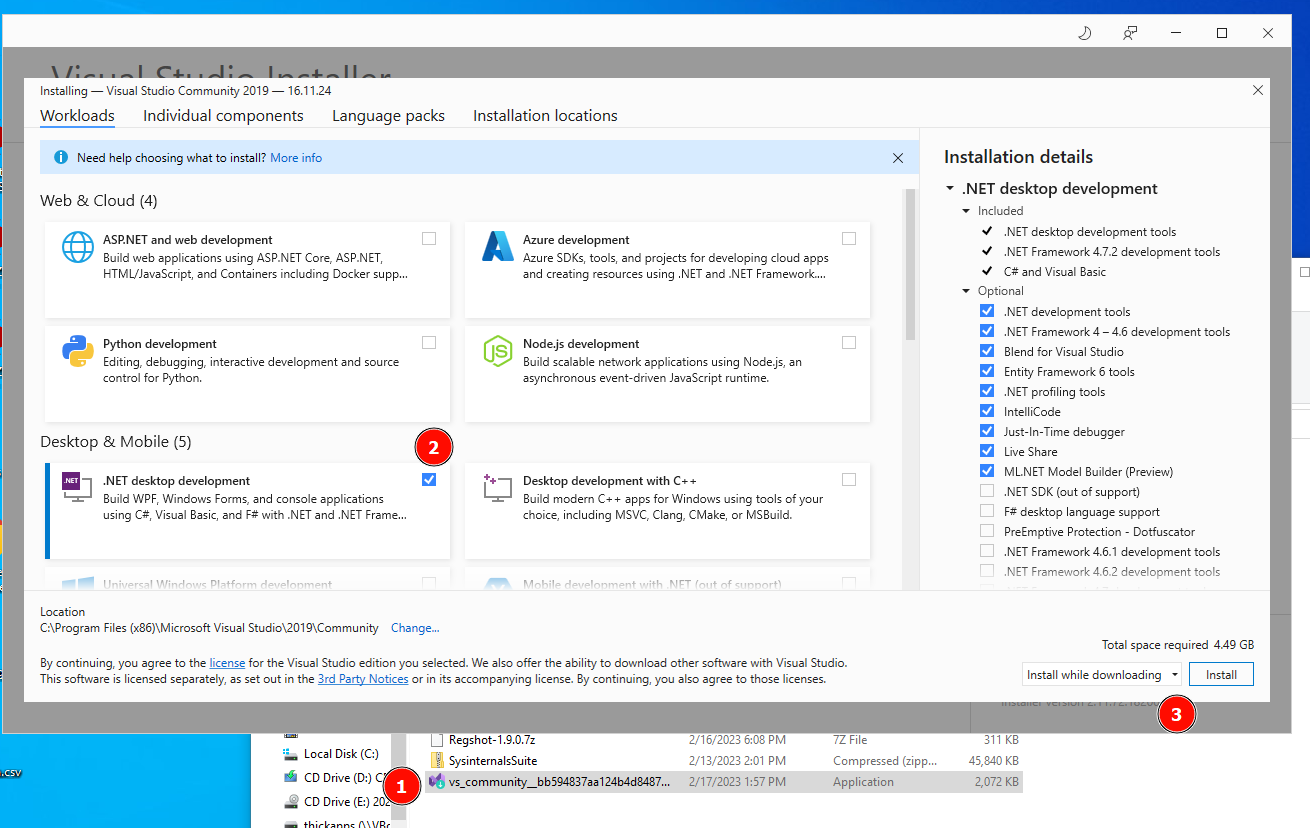 Visual Studio Installer
Installing — Visual Studio Community 2019 — 16.11.24
Workloads
Individual components
Language packs
Installation locations
Need help choosing what to install? More info
Web & Cloud (4)
ASP.NET and web development
Build web applications using ASP.NET Core, ASP.NET,
HTML/JavaScript, and Containers including Docker supp...
Azure development
Azure SDKs, tools, and projects for developing cloud apps
and creating resources using .NET and .NET Framework....
Python development
Editing, debugging, interactive development and source
control for Python.
Node.js development
Build scalable network applications using Node.js, an
asynchronous event-driven JavaScript runtime.
Desktop & Mobile (5)
2
.NET
.NET desktop development
Build WPF, Windows Forms, and console applications
using C#, Visual Basic, and F# with .NET and .NET Frame...
Desktop development with C++
Build modern C++ apps for Windows using tools of your
choice, including MSVC, Clang, CMake, or MSBuild.
Universal Windows Platform development
Mobile development with .NET (out of support)
Installation details
.NET desktop development
Included
.NET desktop development tools
.NET Framework 4.7.2 development tools
C# and Visual Basic
Optional
.NET development tools
.NET Framework 4 – 4.6 development tools
Blend for Visual Studio
Entity Framework 6 tools
.NET profiling tools
IntelliCode
Just-In-Time debugger
Live Share
ML.NET Model Builder (Preview)
.NET SDK (out of support)
F# desktop language support
PreEmptive Protection - Dotfuscator
.NET Framework 4.6.1 development tools
.NET Framework 4.6.2 development tools
Location
C:\Program Files (x86)\Microsoft Visual Studio\2019\Community Change...
By continuing, you agree to the license for the Visual Studio edition you selected. We also offer the ability to download other software with Visual Studio.
This software is licensed separately, as set out in the 3rd Party Notices or in its accompanying license. By continuing, you also agree to those licenses.
Total space required 4.49 GB
Install while downloading
Install
3
Regshot-1.9.0.7z 2/16/2023 6:08 PM 7Z File 311 KB
Local Disk (C:)
SysinternalsSuite 2/13/2023 2:01 PM Compressed (zipp... 45,840 KB
CD Drive (D:)
1
vs_community__bb594837aa124b4d8487... 2/17/2023 1:57 PM Application 2,072 KB
CD Drive (E:) 202
thickapps (\\VBo
.csv